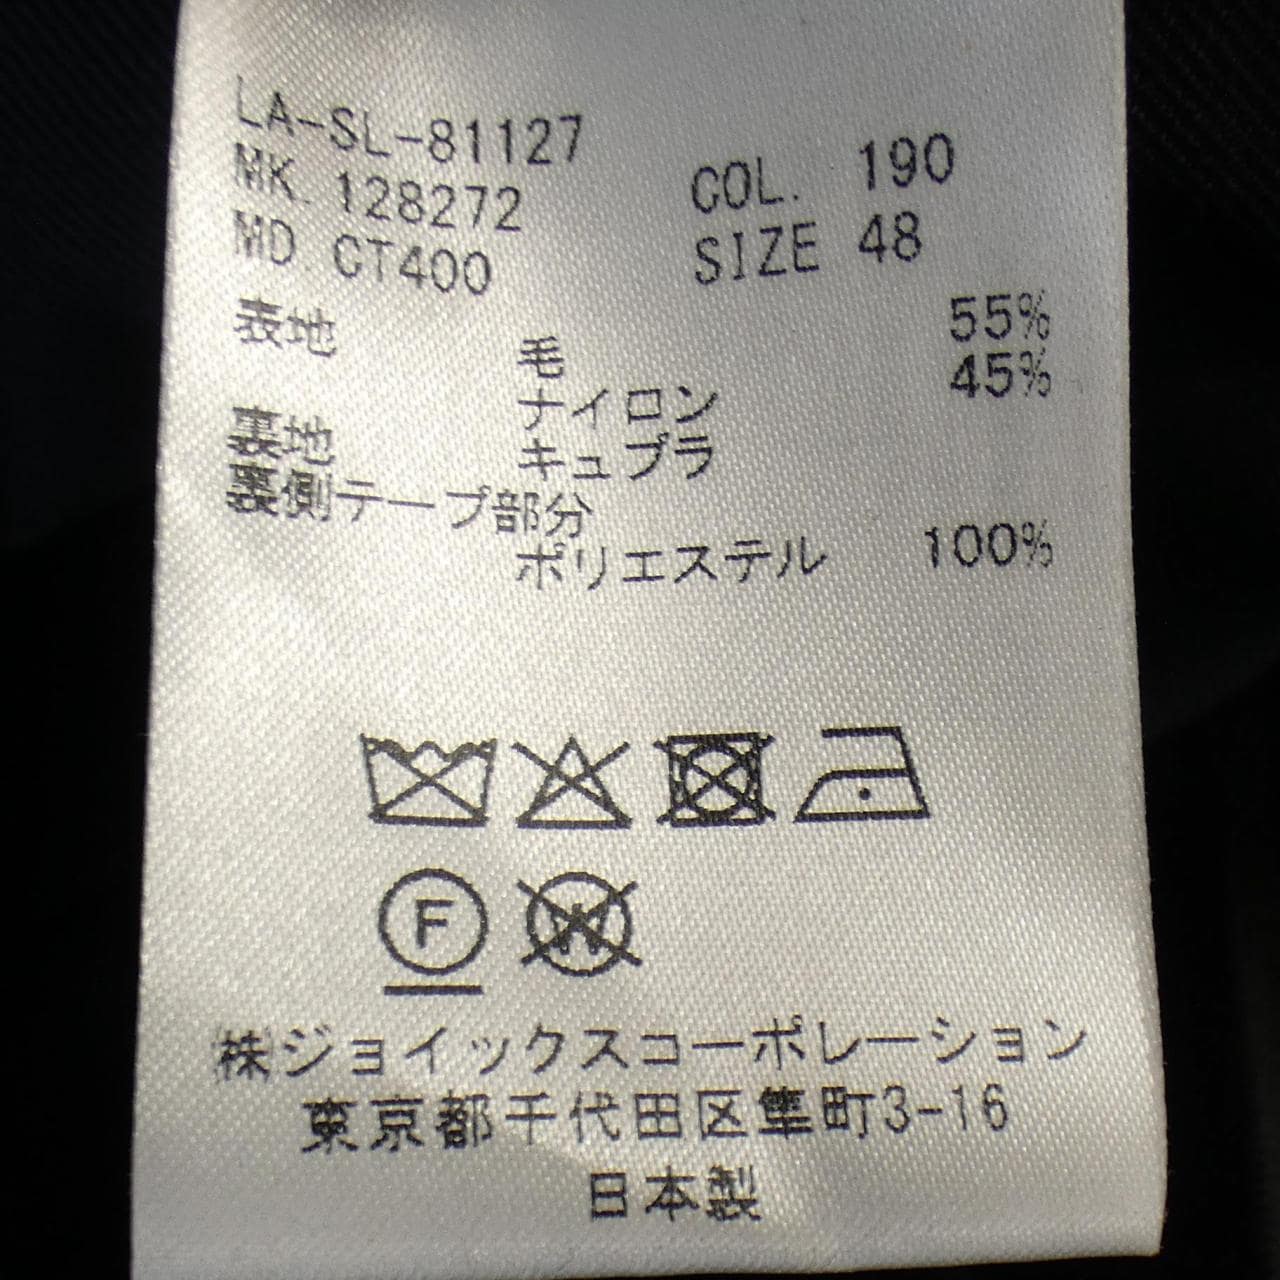 LA-SL-81127
MK. 128272 COL. 190
MD. CT400 SIZE 48
表地 毛 55%
ナイロン 45%
裏地 キュプラ
裏側テープ部分
ポリエステル 100%
F W
㈱ジョイックスコーポレーション
東京都千代田区隼町3-16
日本製